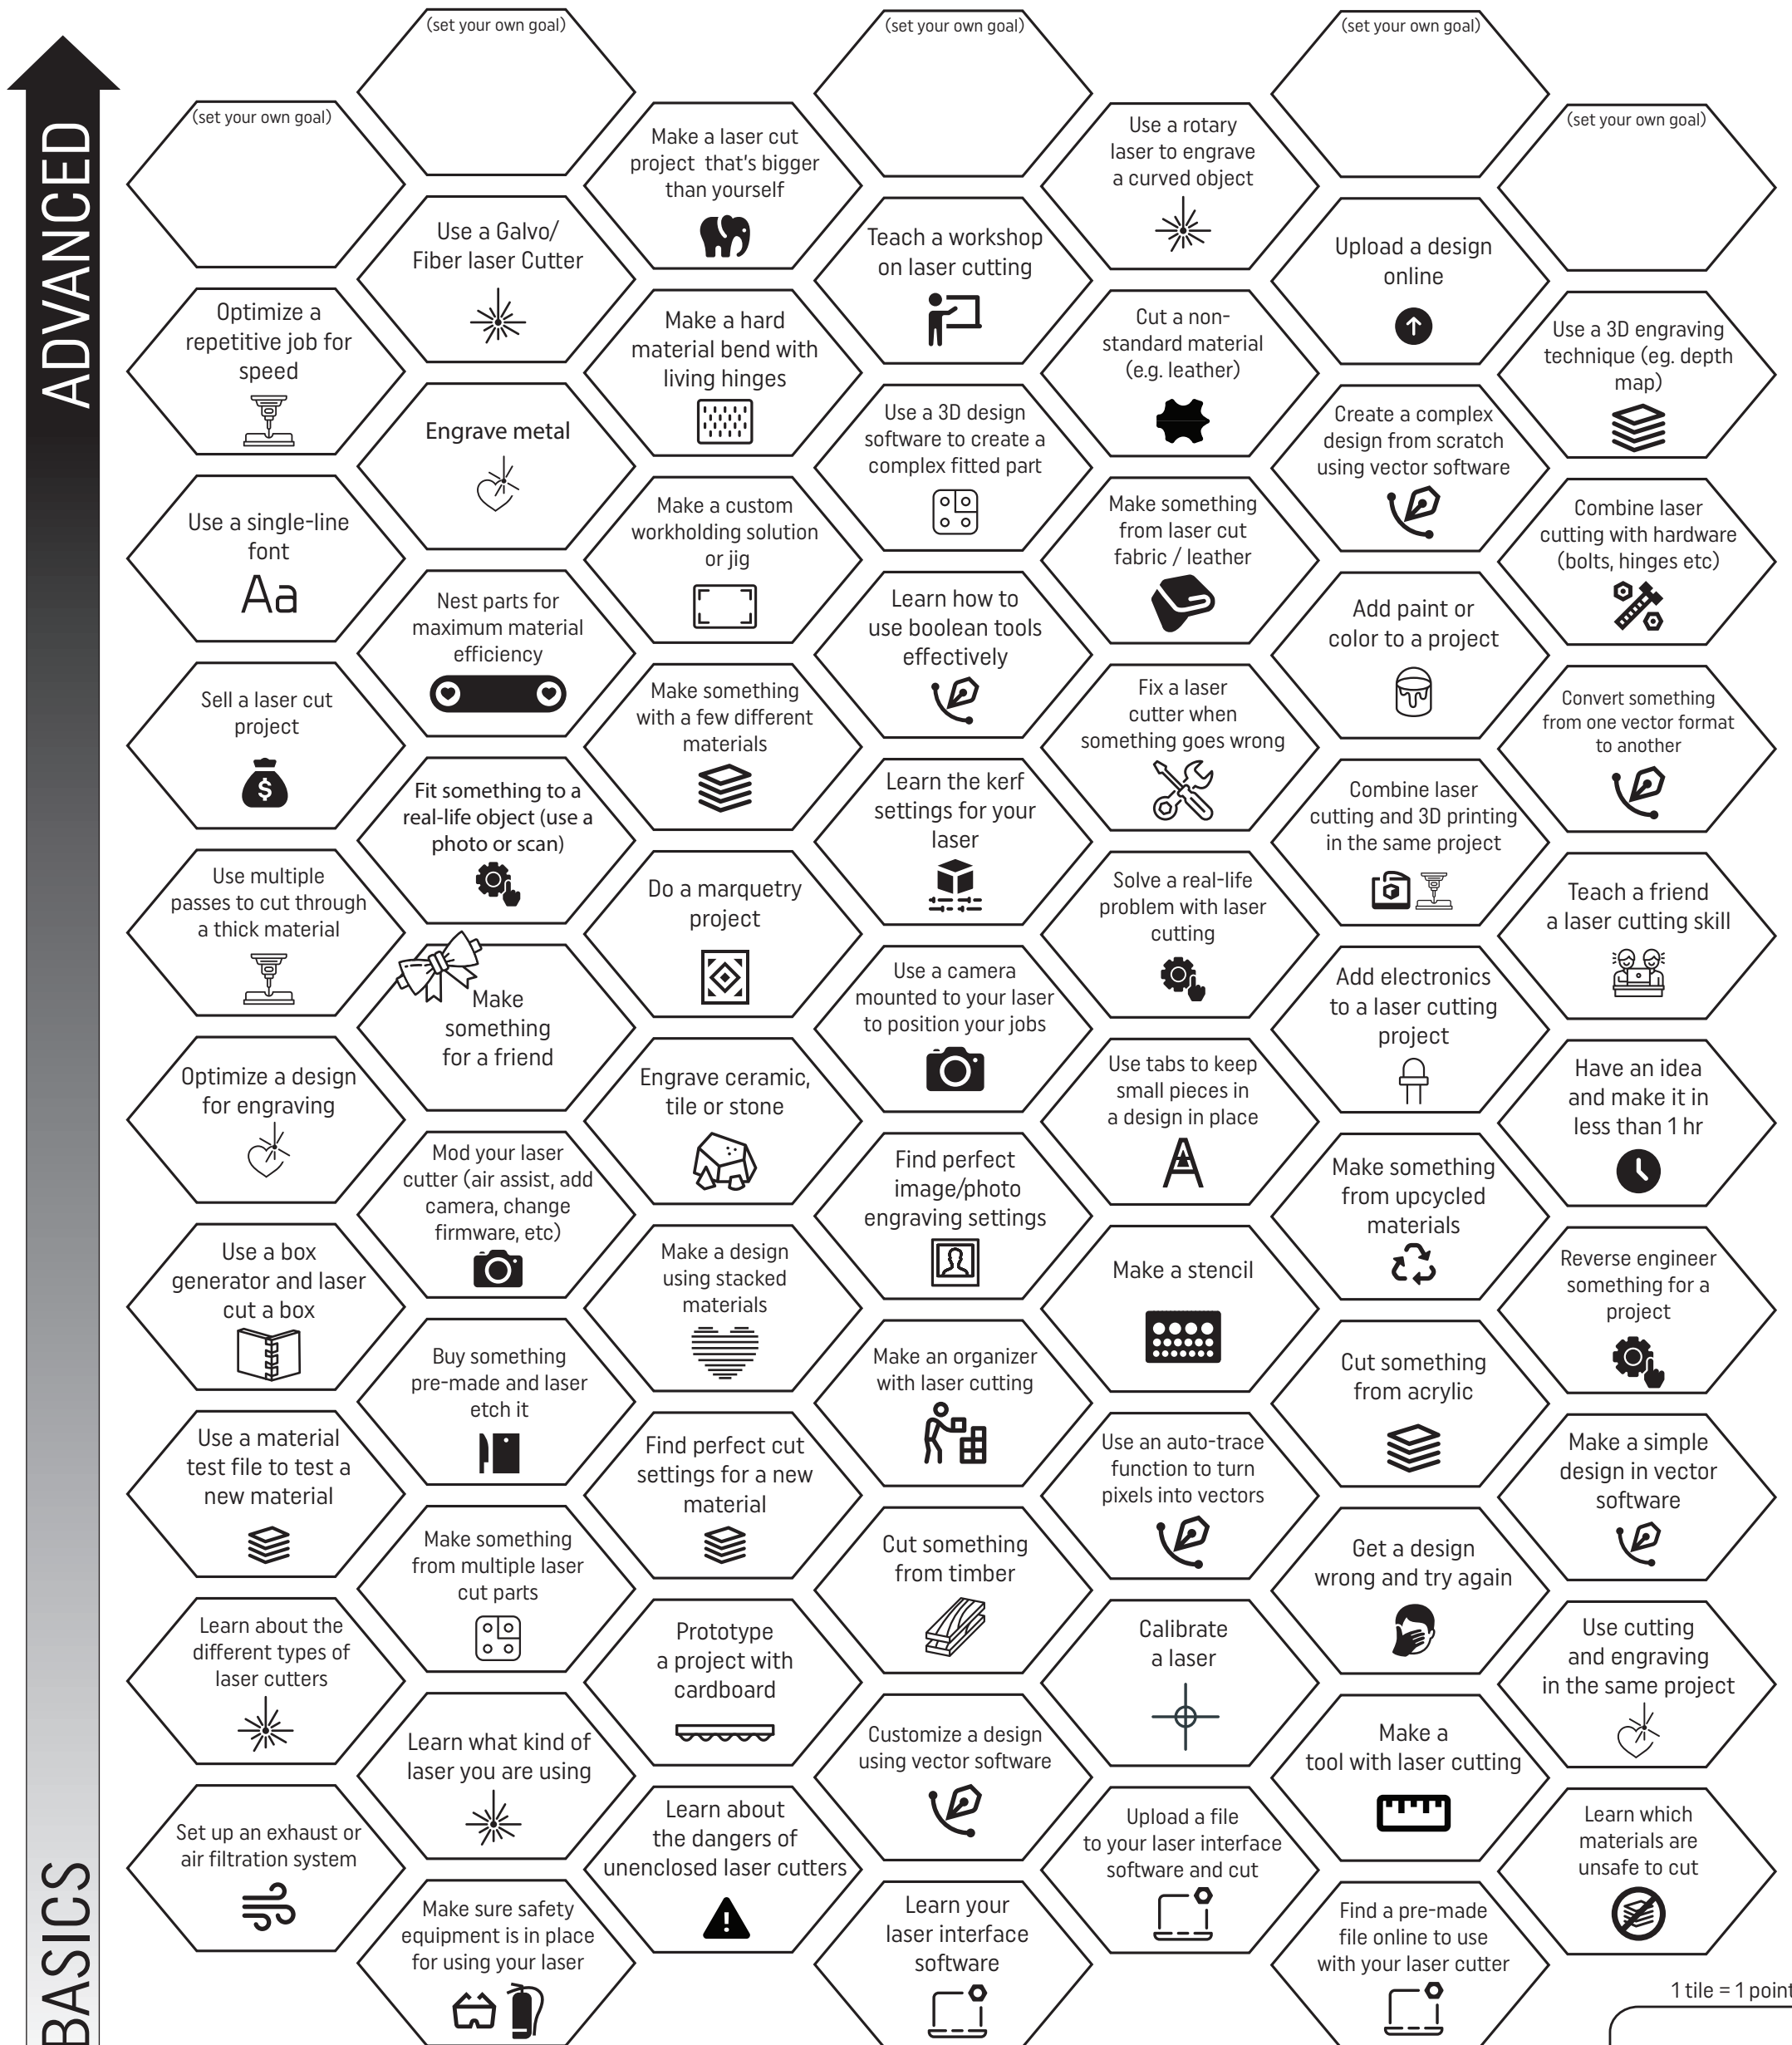 (set your own goal)
(set your own goal)
(set your own goal)
ADVANCED
(set your own goal)
Make a laser cut
project that's bigger
than yourself
Use a rotary
laser to engrave
a curved object
(set your own goal)
Use a Galvo/
Fiber laser Cutter
Teach a workshop
on laser cutting
Upload a design
online
Optimize a
repetitive job for
speed
Make a hard
material bend with
living hinges
Cut a non-
standard material
(e.g. leather)
Use a 3D engraving
technique (eg. depth
map)
Engrave metal
Use a 3D design
software to create a
complex fitted part
Create a complex
design from scratch
using vector software
Use a single-line
font
Aa
Make a custom
workholding solution
or jig
Make something
from laser cut
fabric / leather
Combine laser
cutting with hardware
(bolts, hinges etc)
Nest parts for
maximum material
efficiency
Learn how to
use boolean tools
effectively
Add paint or
color to a project
Sell a laser cut
project
$
Make something
with a few different
materials
Fix a laser
cutter when
something goes wrong
Convert something
from one vector format
to another
Fit something to a
real-life object (use a
photo or scan)
Learn the kerf
settings for your
laser
Combine laser
cutting and 3D printing
in the same project
Use multiple
passes to cut through
a thick material
Do a marquetry
project
Solve a real-life
problem with laser
cutting
Teach a friend
a laser cutting skill
Make
something
for a friend
Use a camera
mounted to your laser
to position your jobs
Add electronics
to a laser cutting
project
Optimize a design
for engraving
Engrave ceramic,
tile or stone
Use tabs to keep
small pieces in
a design in place
A
Have an idea
and make it in
less than 1 hr
Mod your laser
cutter (air assist, add
camera, change
firmware, etc)
Find perfect
image/photo
engraving settings
Make something
from upcycled
materials
Use a box
generator and laser
cut a box
Make a design
using stacked
materials
Make a stencil
Reverse engineer
something for a
project
Buy something
pre-made and laser
etch it
Make an organizer
with laser cutting
Cut something
from acrylic
Use a material
test file to test a
new material
Find perfect cut
settings for a new
material
Use an auto-trace
function to turn
pixels into vectors
Make a simple
design in vector
software
Make something
from multiple laser
cut parts
Cut something
from timber
Get a design
wrong and try again
Learn about the
different types of
laser cutters
Prototype
a project with
cardboard
Calibrate
a laser
Use cutting
and engraving
in the same project
Learn what kind of
laser you are using
Customize a design
using vector software
Make a
tool with laser cutting
Set up an exhaust or
air filtration system
Learn about
the dangers of
unenclosed laser cutters
Upload a file
to your laser interface
software and cut
Learn which
materials are
unsafe to cut
BASICS
Make sure safety
equipment is in place
for using your laser
Learn your
laser interface
software
Find a pre-made
file online to use
with your laser cutter
1 tile = 1 point